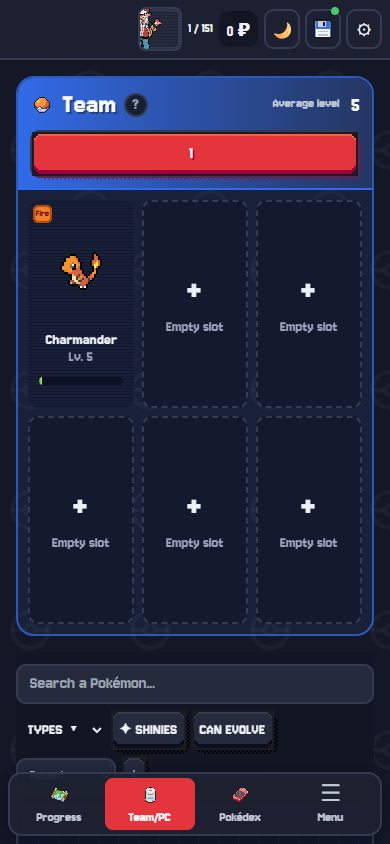 1 / 151
0 ₽
Team
?
Average level 5
1
Fire
Charmander
Lv. 5
Empty slot
Empty slot
Empty slot
Empty slot
Empty slot
Search a Pokémon...
TYPES
SHINIES
CAN EVOLVE
Progress
Team/PC
Pokédex
Menu